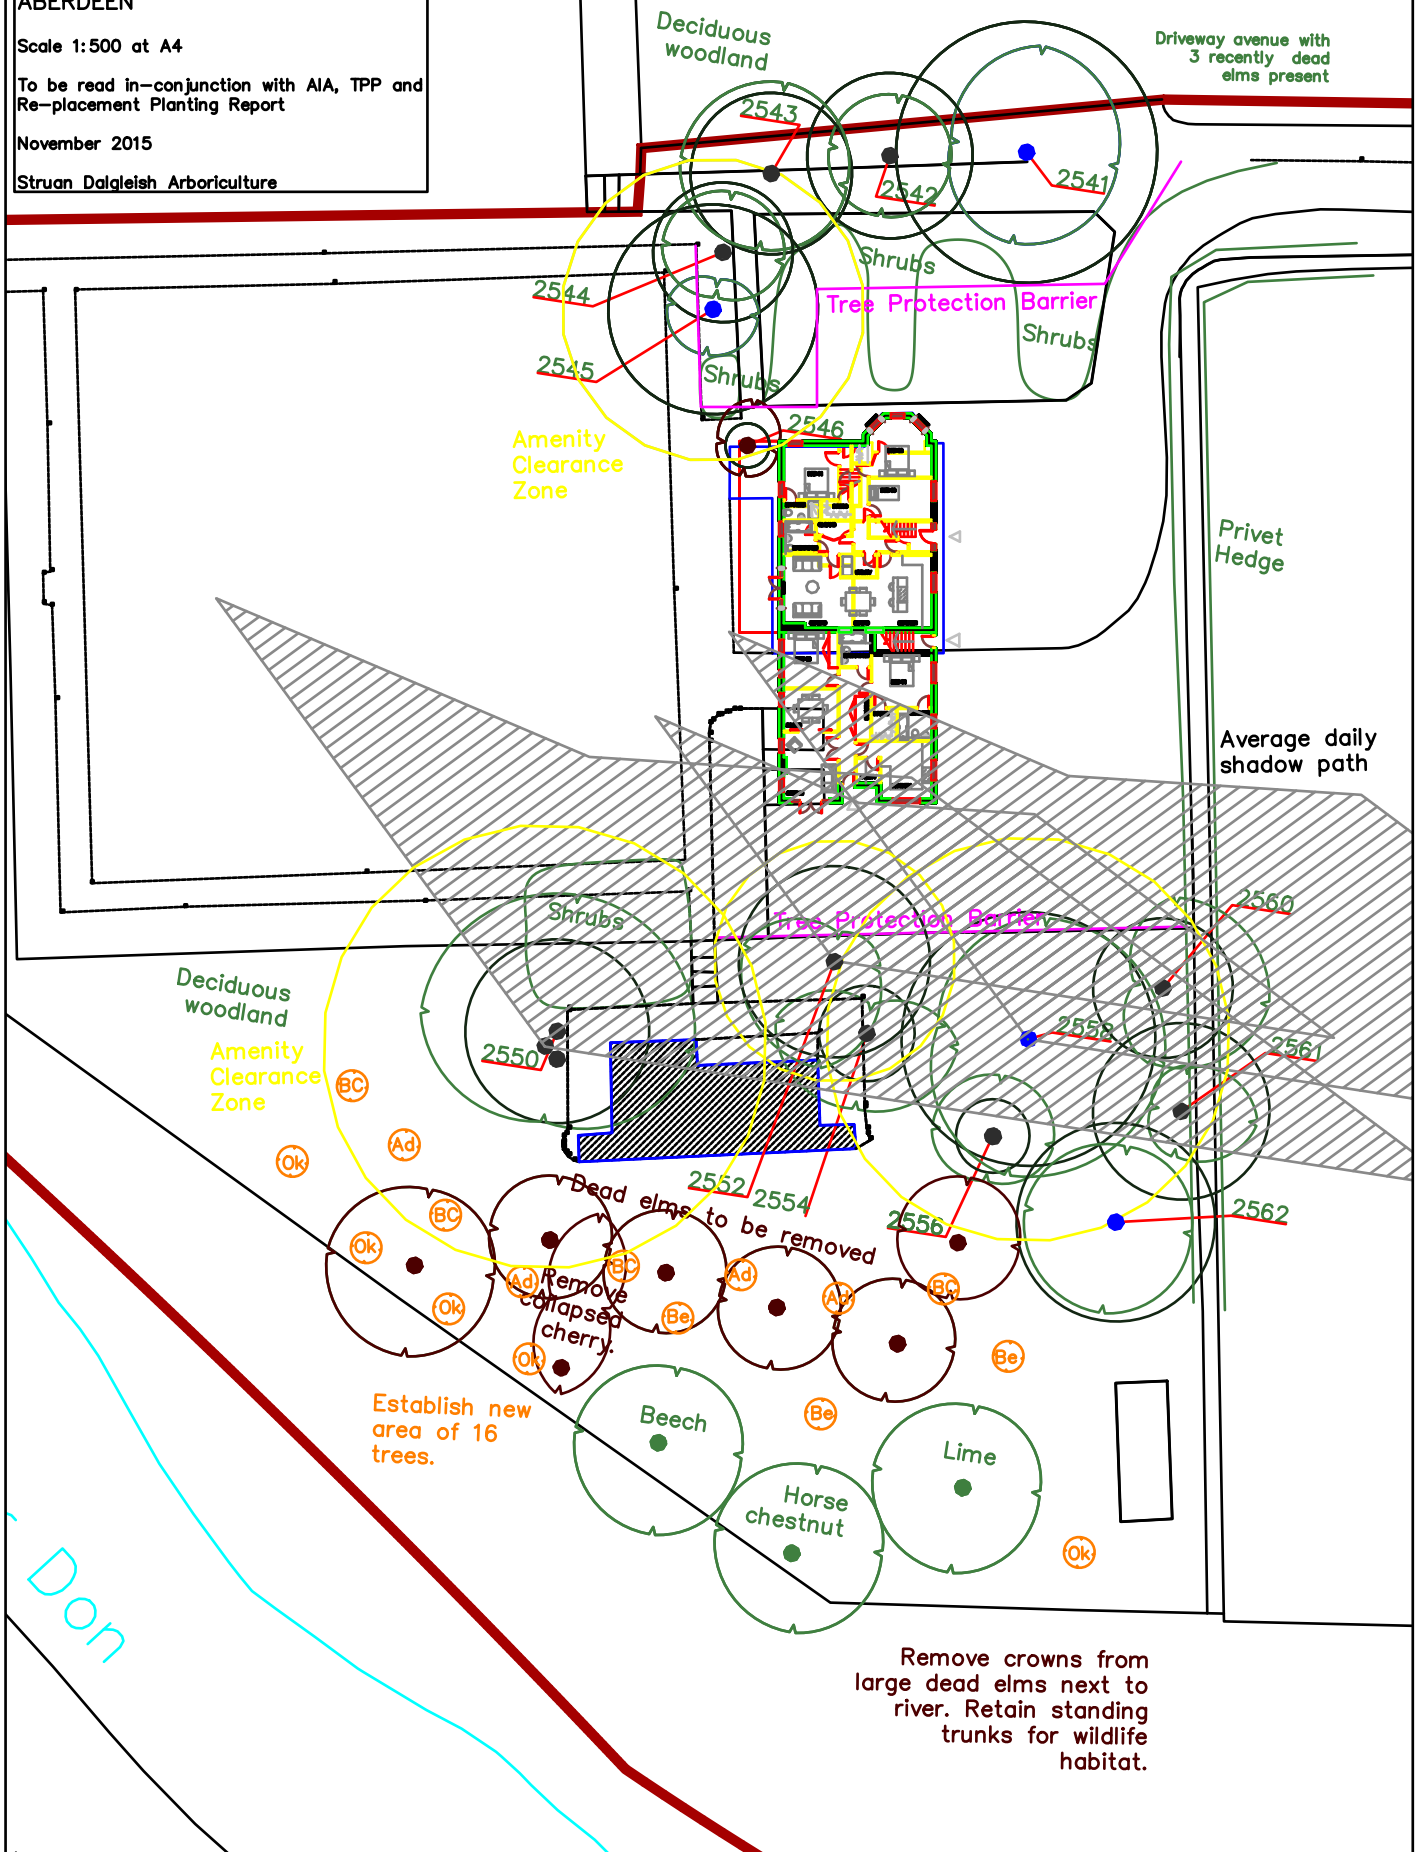 ABERDEEN
Scale 1:500 at A4
To be read in-conjunction with AIA, TPP and
Re-placement Planting Report
November 2015
Struan Dalgleish Arboriculture
Deciduous
woodland
Driveway avenue with
3 recently dead
elms present
2543
2542
2541
Shrubs
2544
Tree Protection Barrier
Shrubs
2545
Shrubs
2546
Amenity
Clearance
Zone
Privet
Hedge
Average daily
shadow path
Shrubs
Tree Protection Barrier
2560
Deciduous
woodland
2558
2561
2550
Amenity
Clearance
Zone
BC
Ad
Ok
2552
2554
Dead elms to be removed
2556
2562
BC
Ok
BC
Ad
Ad
BC
Ad
Ok
Be
Remove
collapsed
cherry.
Ok
Be
Be
Establish new
area of 16
trees.
Beech
Lime
Horse
chestnut
Ok
Don
Remove crowns from
large dead elms next to
river. Retain standing
trunks for wildlife
habitat.